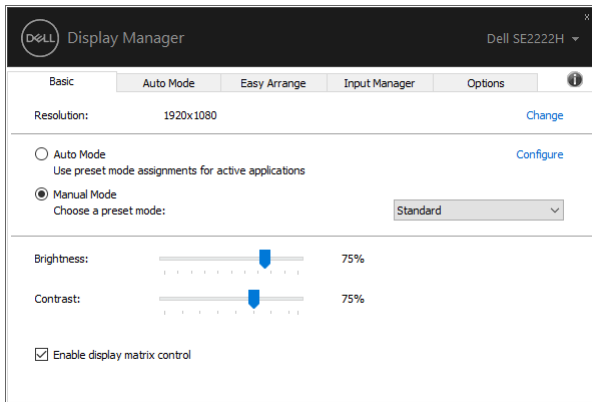 DELL Display Manager
Dell SE2222H
Basic Auto Mode Easy Arrange Input Manager Options
Resolution: 1920x1080 Change
Auto Mode Configure
Use preset mode assignments for active applications
Manual Mode
Choose a preset mode: Standard
Brightness: 75%
Contrast: 75%
Enable display matrix control